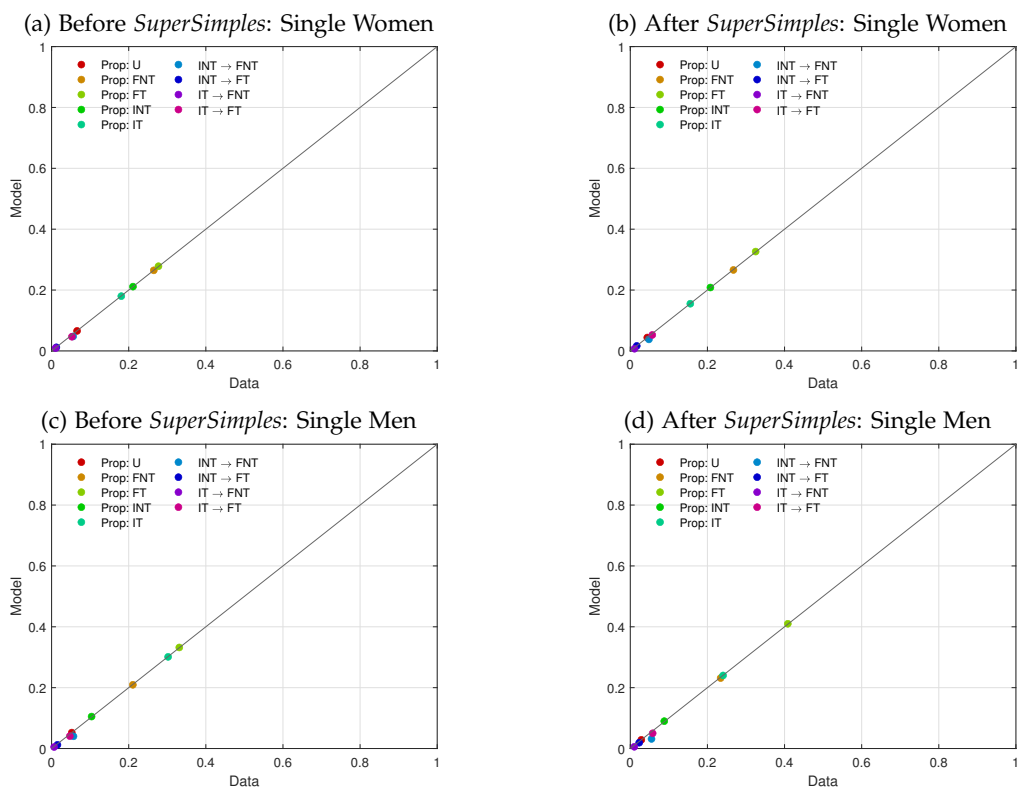 (a) Before SuperSimples: Single Women
1
0.8
0.6
0.4
0.2
0
Model
Prop: U
Prop: FNT
Prop: FT
Prop: INT
Prop: IT
INT → FNT
INT → FT
IT → FNT
IT → FT
0 0.2 0.4 0.6 0.8 1
Data
(b) After SuperSimples: Single Women
1
0.8
0.6
0.4
0.2
0
Model
Prop: U
Prop: FNT
Prop: FT
Prop: INT
Prop: IT
INT → FNT
INT → FT
IT → FNT
IT → FT
0 0.2 0.4 0.6 0.8 1
Data
(c) Before SuperSimples: Single Men
1
0.8
0.6
0.4
0.2
0
Model
Prop: U
Prop: FNT
Prop: FT
Prop: INT
Prop: IT
INT → FNT
INT → FT
IT → FNT
IT → FT
0 0.2 0.4 0.6 0.8 1
Data
(d) After SuperSimples: Single Men
1
0.8
0.6
0.4
0.2
0
Model
Prop: U
Prop: FNT
Prop: FT
Prop: INT
Prop: IT
INT → FNT
INT → FT
IT → FNT
IT → FT
0 0.2 0.4 0.6 0.8 1
Data